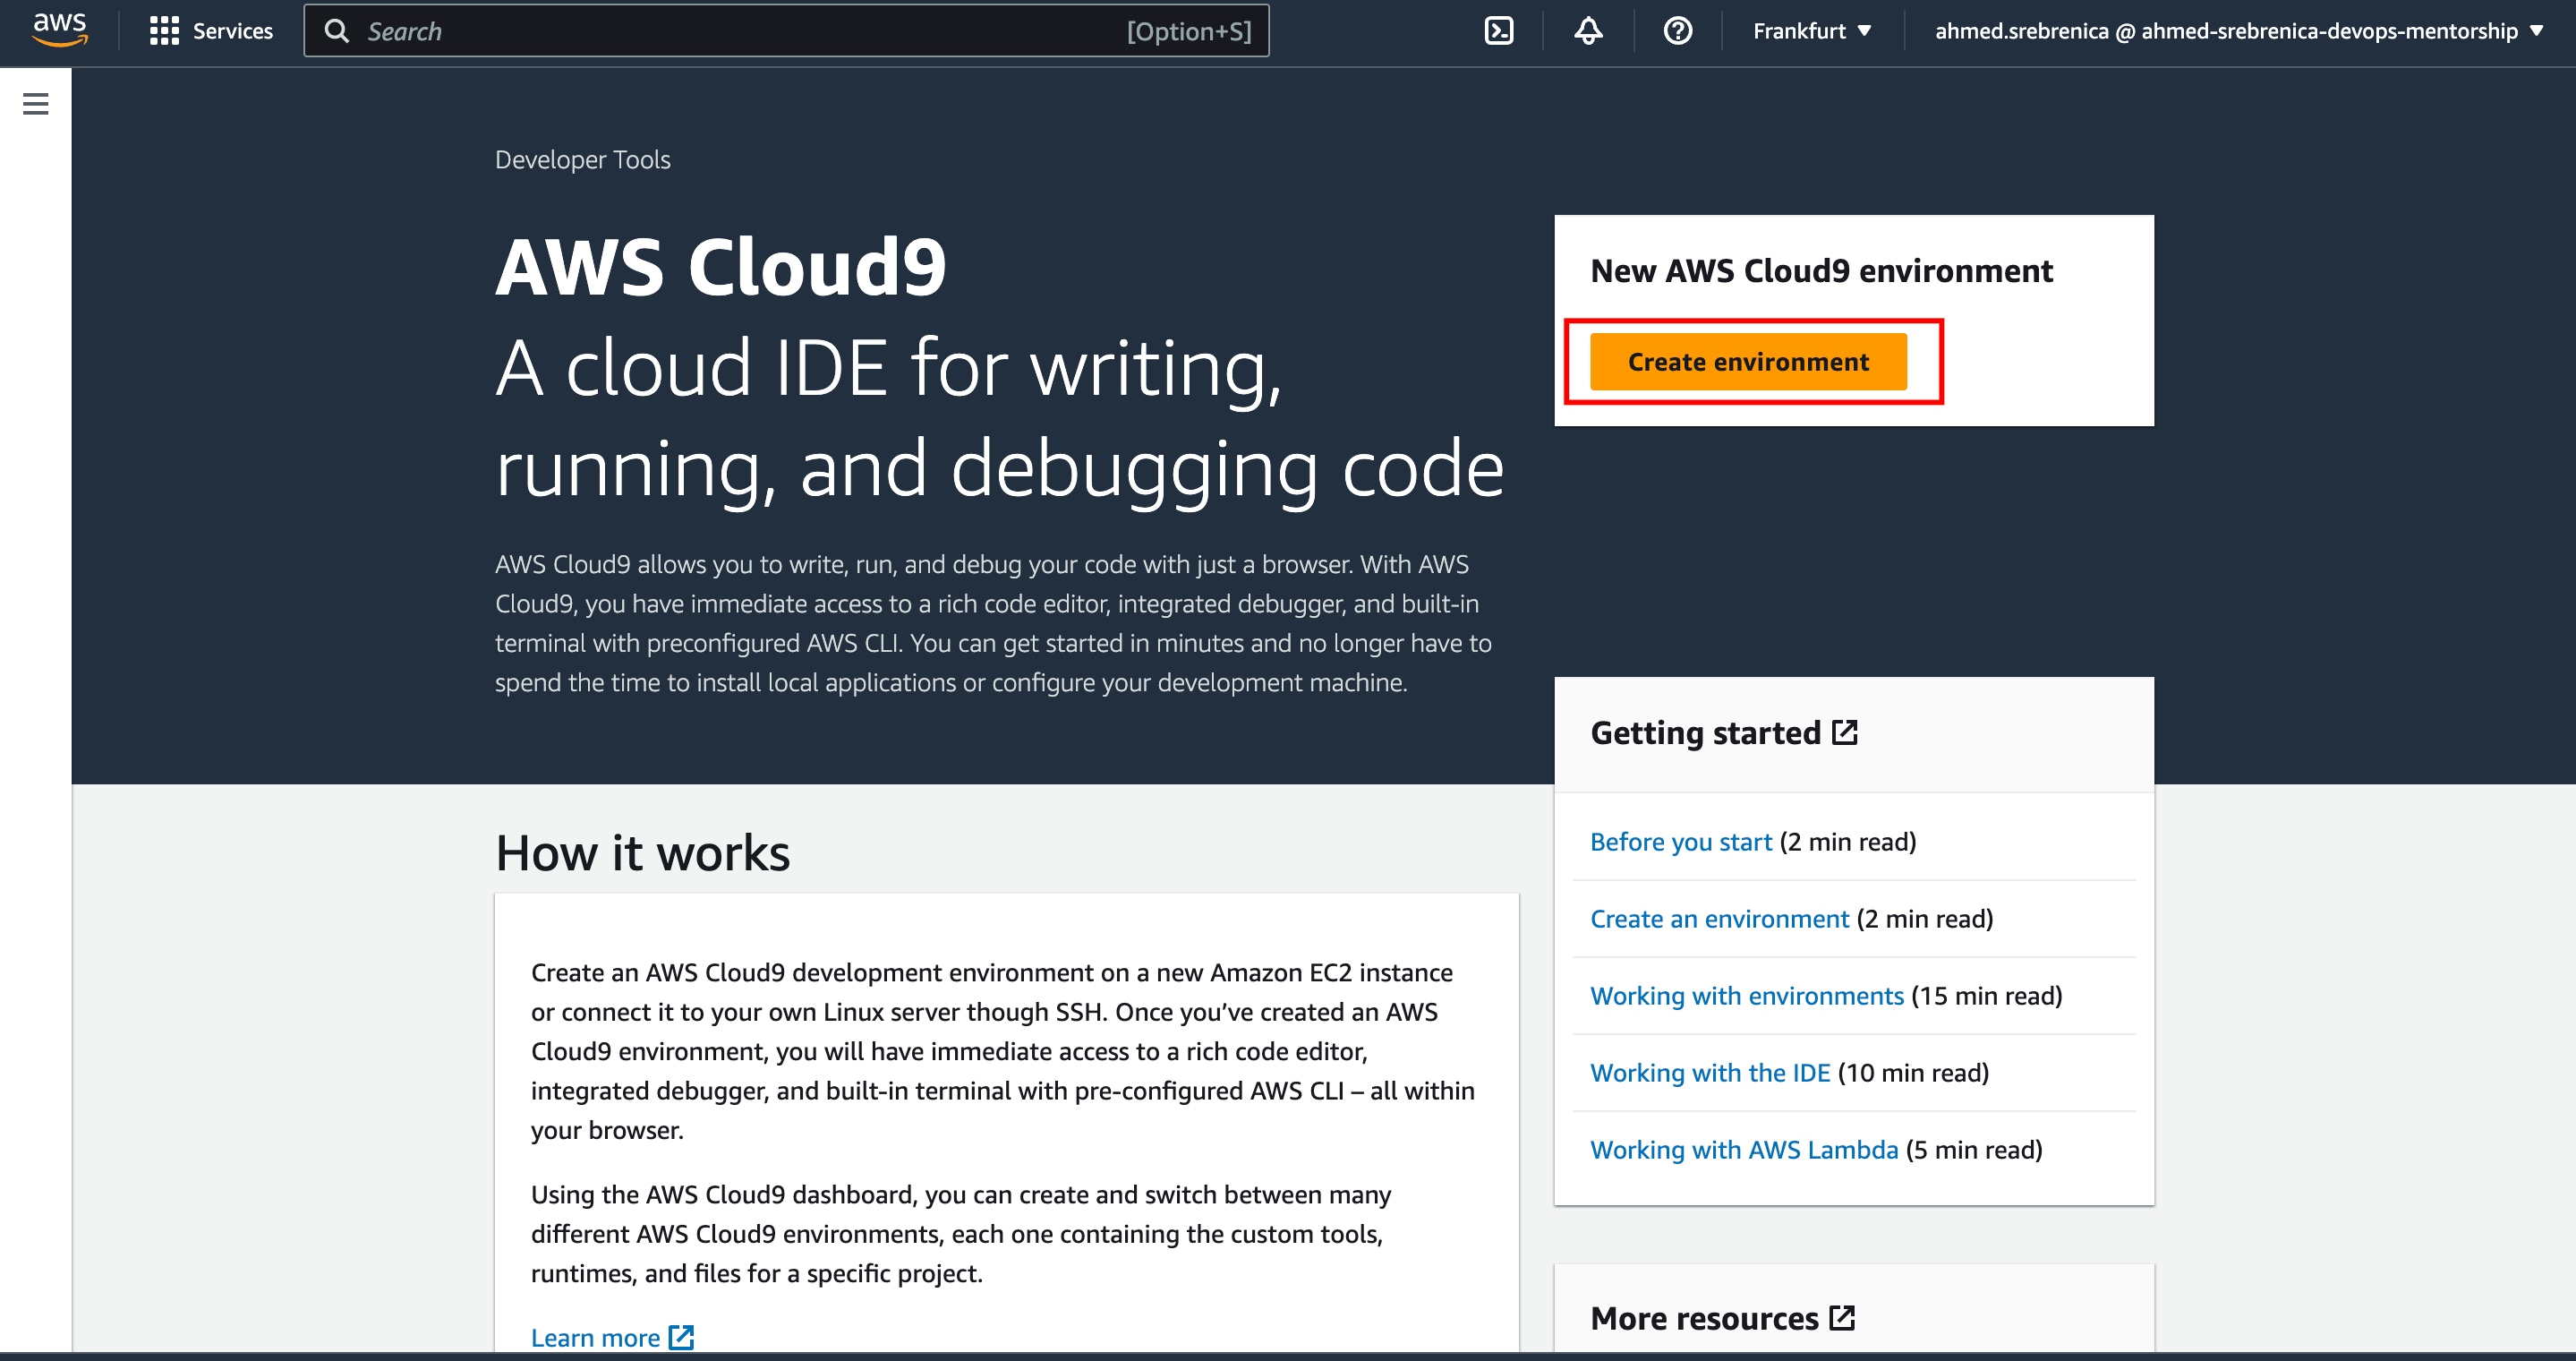 aws
Services
Search
[Option+S]
Frankfurt
ahmed.srebrenica @ ahmed-srebrenica-devops-mentorship
Developer Tools
AWS Cloud9
A cloud IDE for writing,
running, and debugging code
AWS Cloud9 allows you to write, run, and debug your code with just a browser. With AWS
Cloud9, you have immediate access to a rich code editor, integrated debugger, and built-in
terminal with preconfigured AWS CLI. You can get started in minutes and no longer have to
spend the time to install local applications or configure your development machine.
New AWS Cloud9 environment
Create environment
Getting started
Before you start (2 min read)
Create an environment (2 min read)
Working with environments (15 min read)
Working with the IDE (10 min read)
Working with AWS Lambda (5 min read)
More resources
How it works
Create an AWS Cloud9 development environment on a new Amazon EC2 instance
or connect it to your own Linux server though SSH. Once you’ve created an AWS
Cloud9 environment, you will have immediate access to a rich code editor,
integrated debugger, and built-in terminal with pre-configured AWS CLI – all within
your browser.
Using the AWS Cloud9 dashboard, you can create and switch between many
different AWS Cloud9 environments, each one containing the custom tools,
runtimes, and files for a specific project.
Learn more